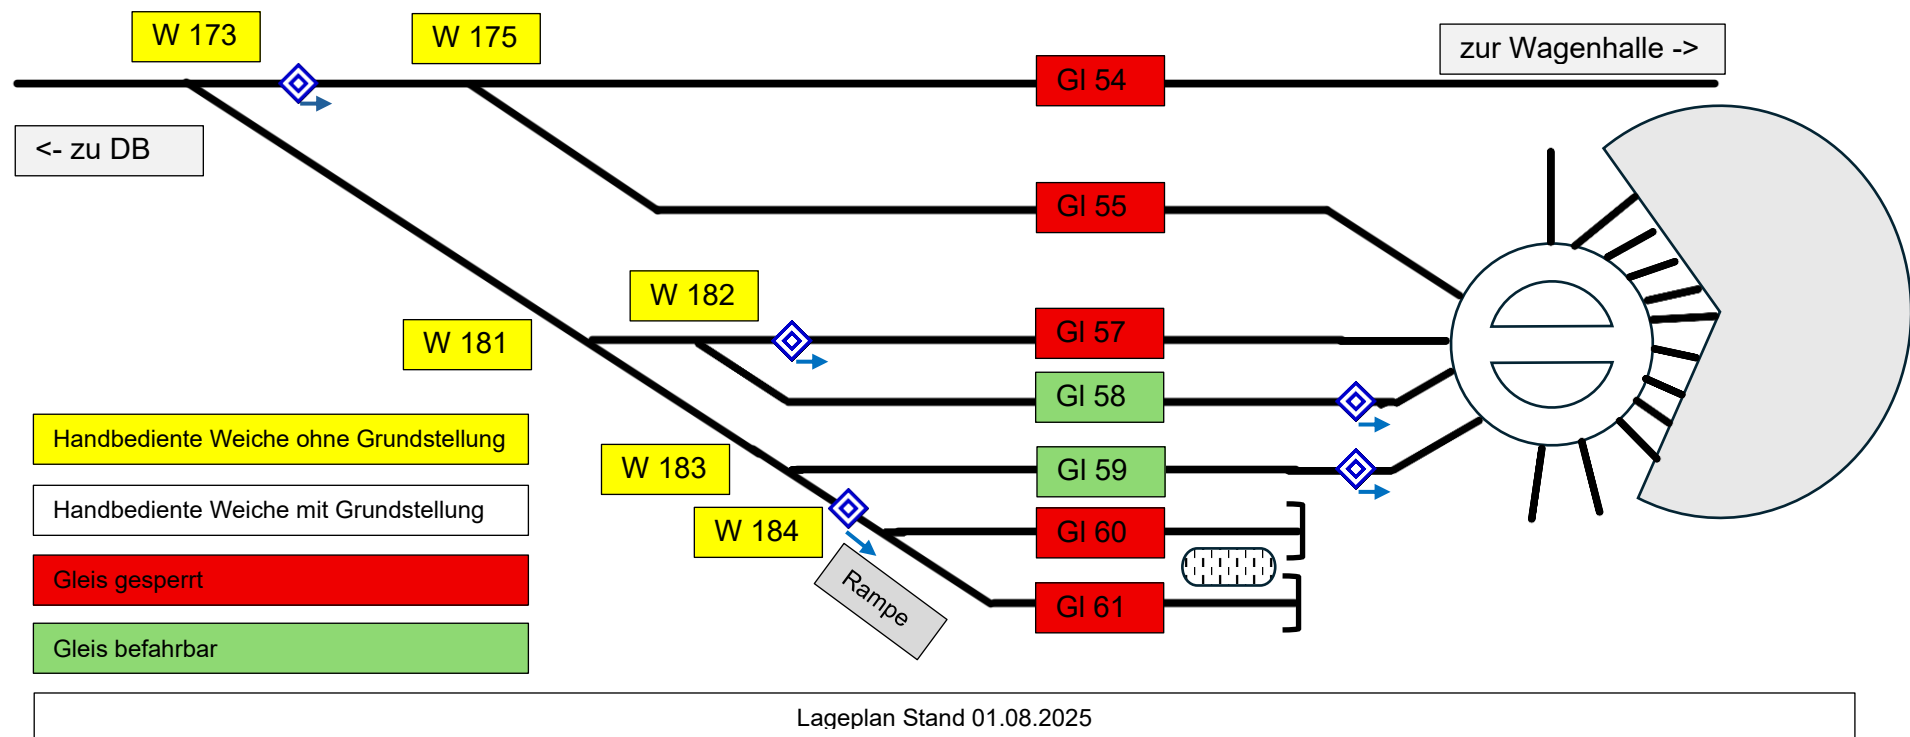 W 173
W 175
zur Wagenhalle ->
Gl 54
<- zu DB
Gl 55
W 182
W 181
Gl 57
Gl 58
Handbediente Weiche ohne Grundstellung
W 183
Gl 59
Handbediente Weiche mit Grundstellung
W 184
Gl 60
Gleis gesperrt
Rampe
Gl 61
Gleis befahrbar
Lageplan Stand 01.08.2025